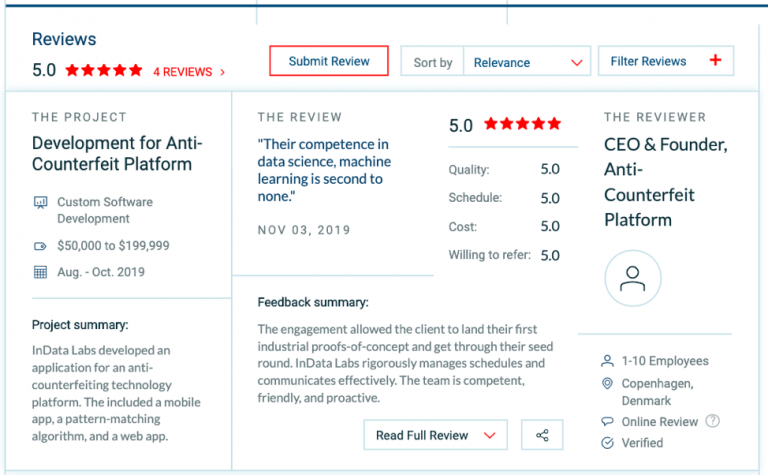 Reviews
5.0
4 REVIEWS
Submit Review
Sort by
Relevance
Filter Reviews
THE PROJECT
Development for Anti-
Counterfeit Platform
Custom Software
Development
$50,000 to $199,999
Aug. - Oct. 2019
Project summary:
InData Labs developed an
application for an anti-
counterfeiting technology
platform. The included a mobile
app, a pattern-matching
algorithm, and a web app.
THE REVIEW
"Their competence in
data science, machine
learning is second to
none."
NOV 03, 2019
5.0
Quality: 5.0
Schedule: 5.0
Cost: 5.0
Willing to refer: 5.0
Feedback summary:
The engagement allowed the client to land their first
industrial proofs-of-concept and get through their seed
round. InData Labs rigorously manages schedules and
communicates effectively. The team is competent,
friendly, and proactive.
Read Full Review
THE REVIEWER
CEO & Founder,
Anti-
Counterfeit
Platform
1-10 Employees
Copenhagen,
Denmark
Online Review ?
Verified